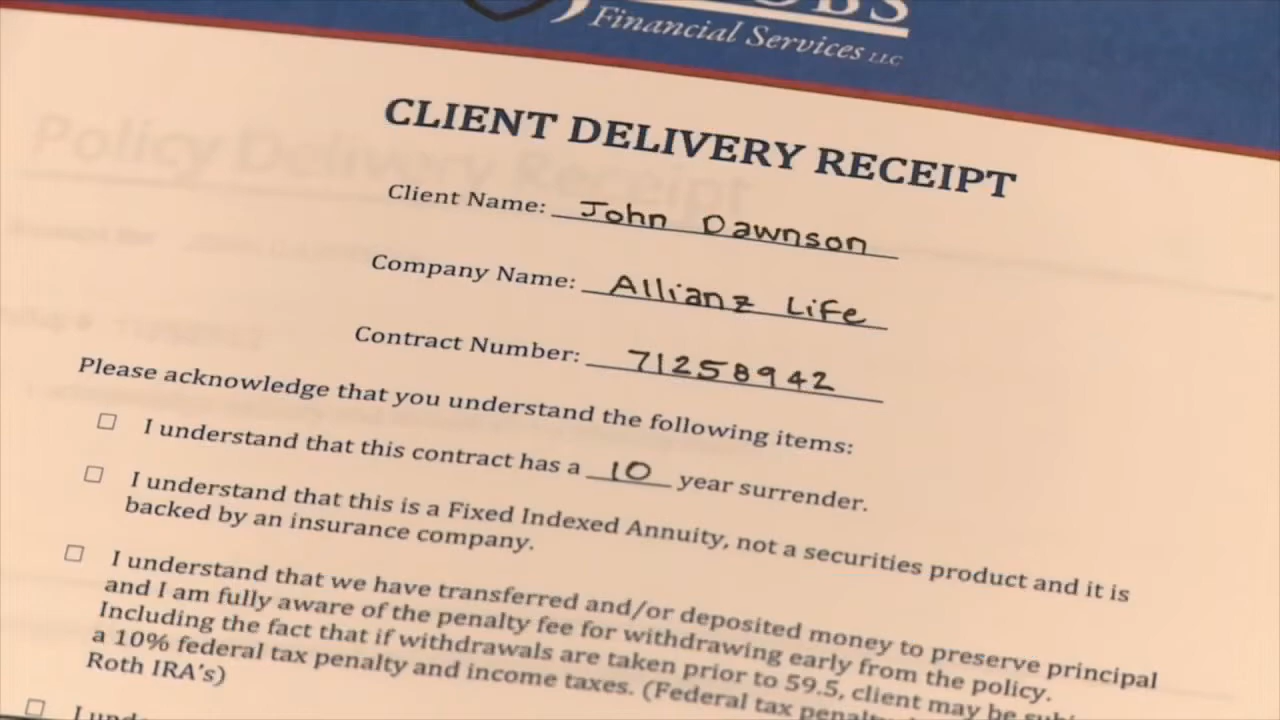 Financial Services LLC
CLIENT DELIVERY RECEIPT
Client Name: John Dawnson
Company Name: Allianz Life
Contract Number: 71258942
Please acknowledge that you understand the following items:
I understand that this contract has a 10 year surrender.
I understand that this is a Fixed Indexed Annuity, not a securities product and it is
backed by an insurance company.
I understand that we have transferred and/or deposited money to preserve principal
and I am fully aware of the penalty fee for withdrawing early from the policy.
Including the fact that if withdrawals are taken prior to 59.5, client may be
a 10% federal tax penalty and income taxes. (Federal tax
Roth IRA's)
I
Policy Delivery Receipt